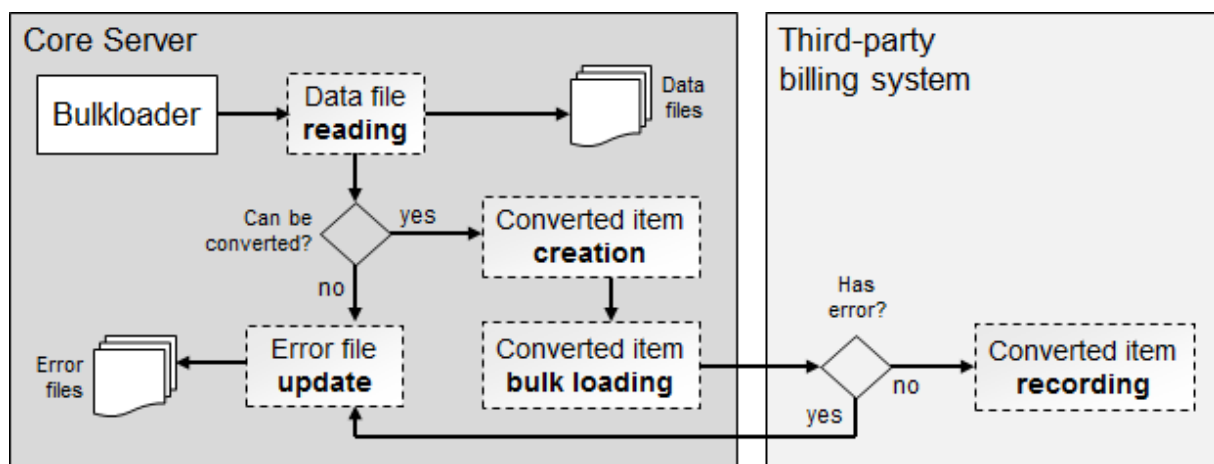 Core Server
Third-party
billing system
Bulkloader
Data file
reading
Data
files
Can be
converted?
yes
Converted item
creation
no
Has
error?
Error
files
Error file
update
Converted item
bulk loading
no
Converted item
recording
yes